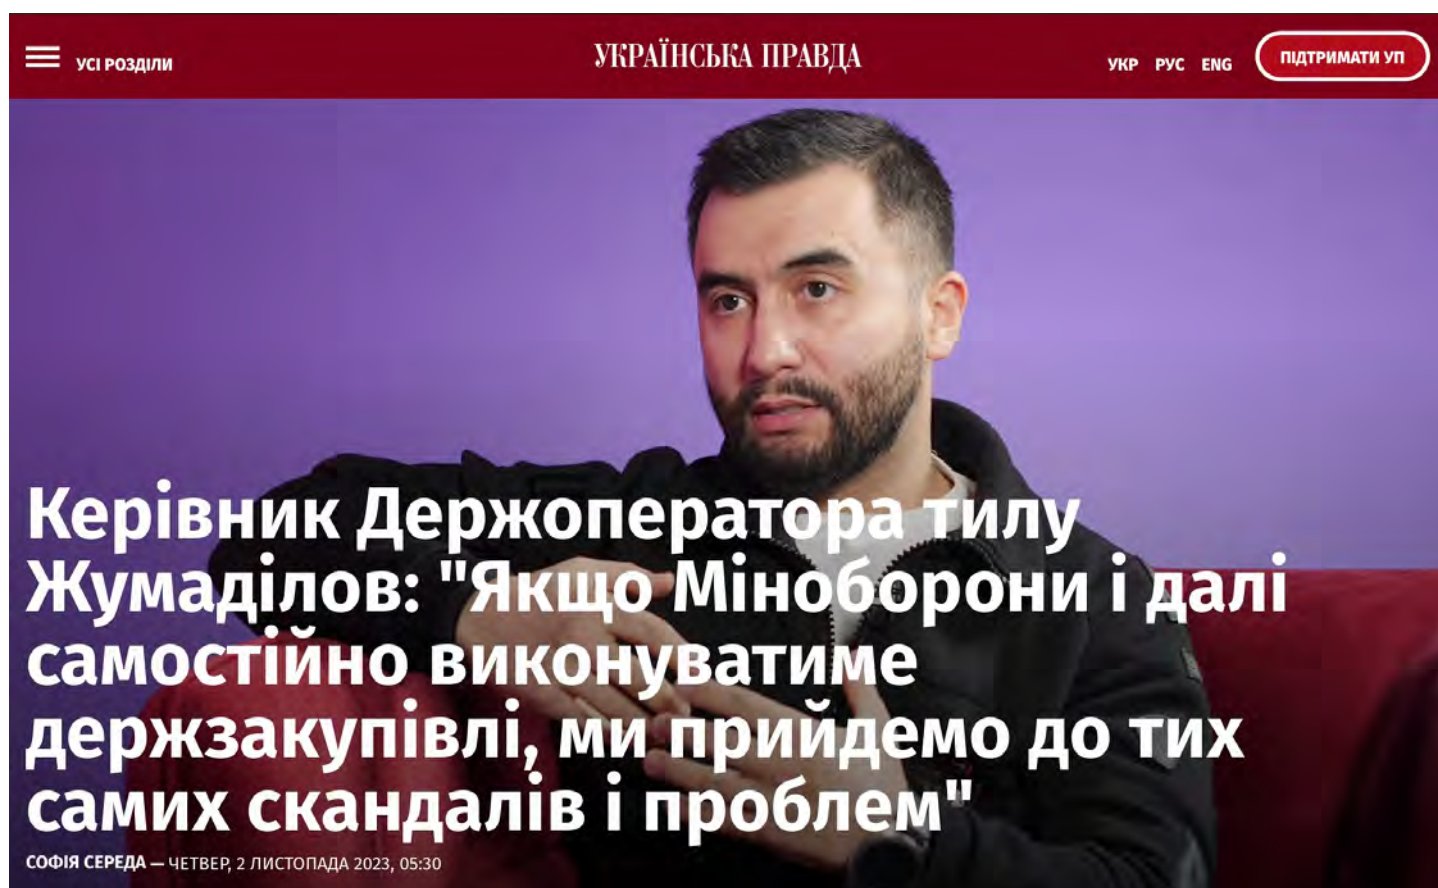 УСІ РОЗДІЛИ
УКРАЇНСЬКА ПРАВДА
УКР РУС ENG
ПІДТРИМАТИ УП
Керівник Держоператора тилу
Жумаділов: "Якщо Міноборони і далі
самостійно виконуватиме
держзакупівлі, ми прийдемо до тих
самих скандалів і проблем"
СОФІЯ СЕРЕДА — ЧЕТВЕР, 2 ЛИСТОПАДА 2023, 05:30